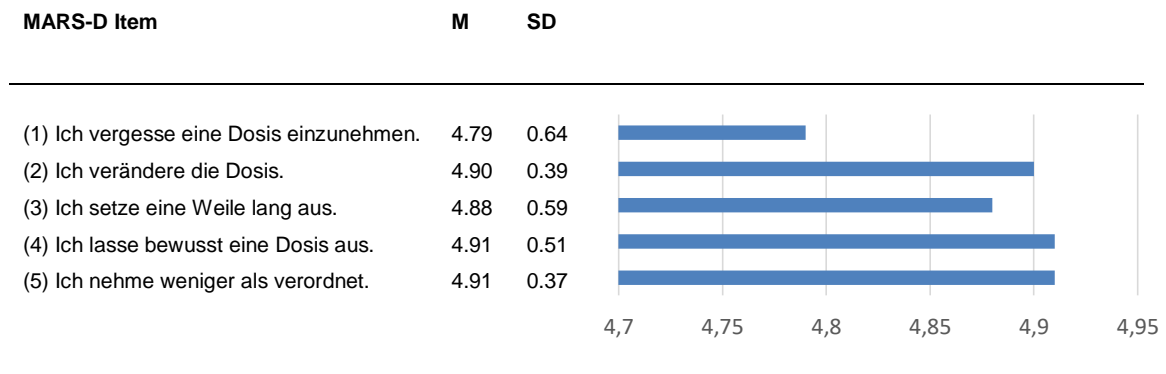 MARS-D Item M SD
(1) Ich vergesse eine Dosis einzunehmen. 4.79 0.64
(2) Ich verändere die Dosis. 4.90 0.39
(3) Ich setze eine Weile lang aus. 4.88 0.59
(4) Ich lasse bewusst eine Dosis aus. 4.91 0.51
(5) Ich nehme weniger als verordnet. 4.91 0.37
4,7 4,75 4,8 4,85 4,9 4,95